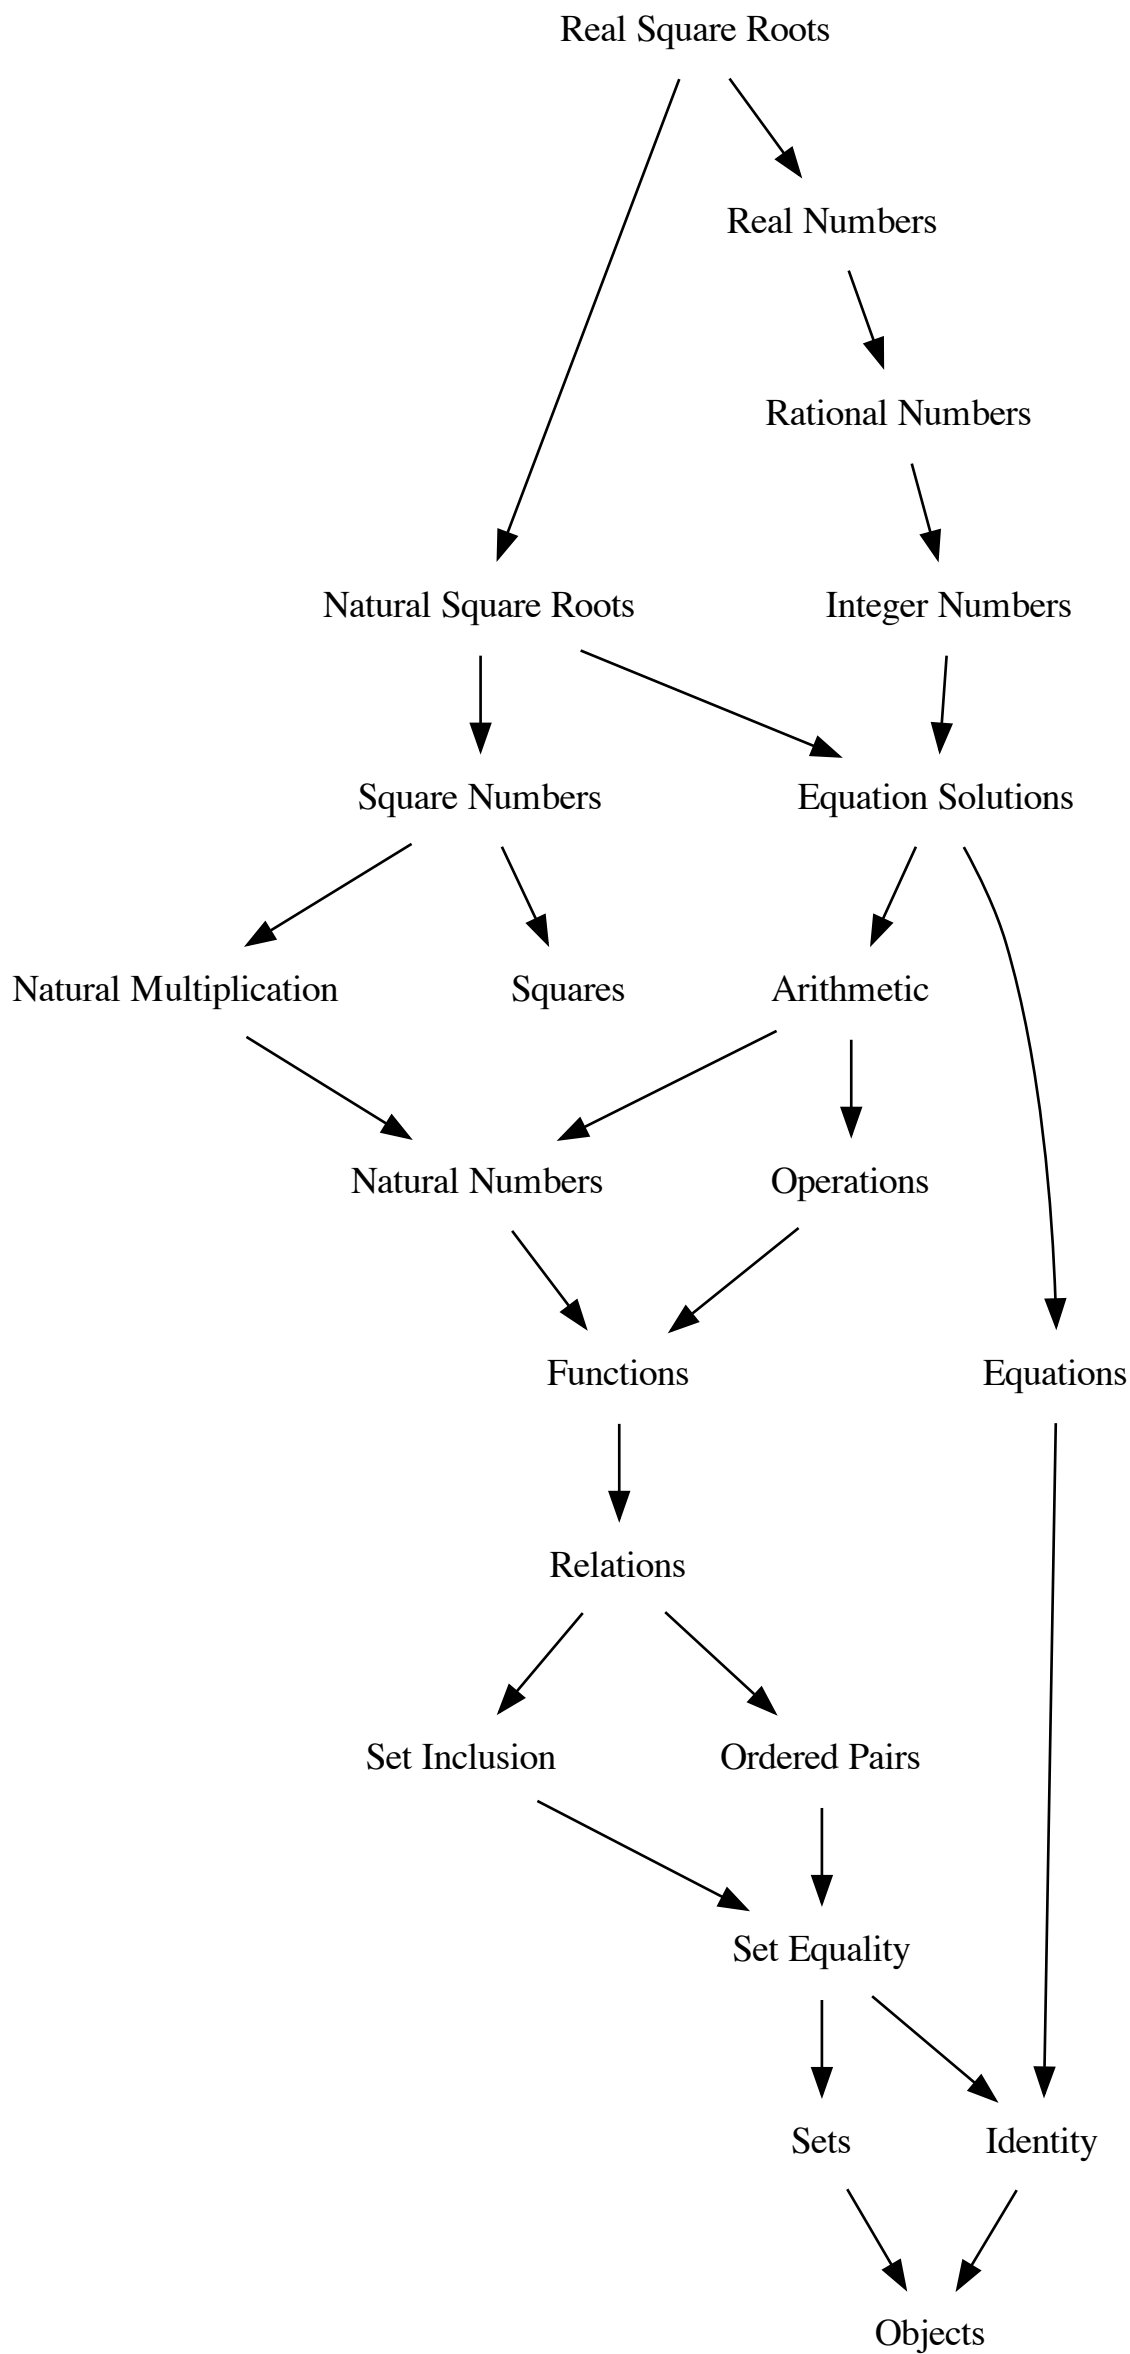 Real Square Roots
Real Numbers
Rational Numbers
Natural Square Roots
Integer Numbers
Square Numbers
Equation Solutions
Natural Multiplication
Squares
Arithmetic
Natural Numbers
Operations
Functions
Equations
Relations
Set Inclusion
Ordered Pairs
Set Equality
Sets
Identity
Objects